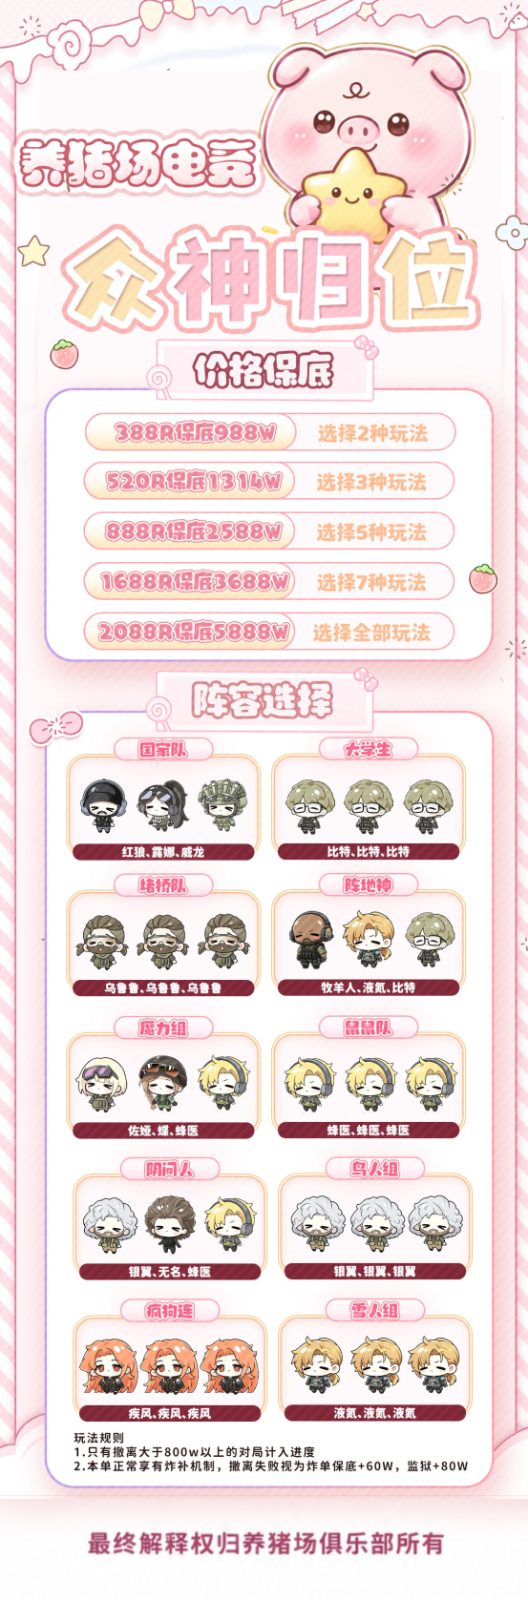 养猪场电竞
众神归位
价格保底
388R保底988W 选择2种玩法
520R保底1314W 选择3种玩法
888R保底2588W 选择5种玩法
1688R保底3688W 选择7种玩法
2088R保底5888W 选择全部玩法
阵容选择
国家队 大学生
红狼、露娜、威龙 比特、比特、比特
堵桥队 阵地神
乌鲁鲁、乌鲁鲁、乌鲁鲁 牧羊人、液氮、比特
魔力组 鼠鼠队
佐娅、蝶、蜂医 蜂医、蜂医、蜂医
阴间人 鸟人组
银翼、无名、蜂医 银翼、银翼、银翼
疯狗连 雪人组
疾风、疾风、疾风 液氮、液氮、液氮
玩法规则
1.只有撤离大于800w以上的对局计入进度
2.本单正常享有炸补机制，撤离失败视为炸单保底+60W，监狱+80W
最终解释权归养猪场俱乐部所有